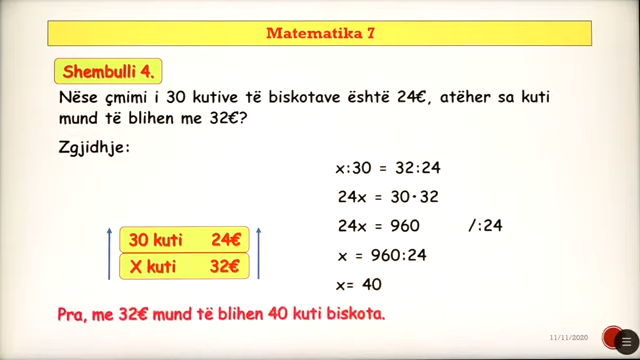 Matematika 7
Shembulli 4.
Nëse çmimi i 30 kutive të biskotave është 24€, atëher sa kuti
mund të blihen me 32€?
Zgjidhje:
x:30 = 32:24
24x = 30·32
24x = 960 /:24
x = 960:24
x= 40
30 kuti 24€
X kuti 32€
Pra, me 32€ mund të blihen 40 kuti biskota.
11/11/2020